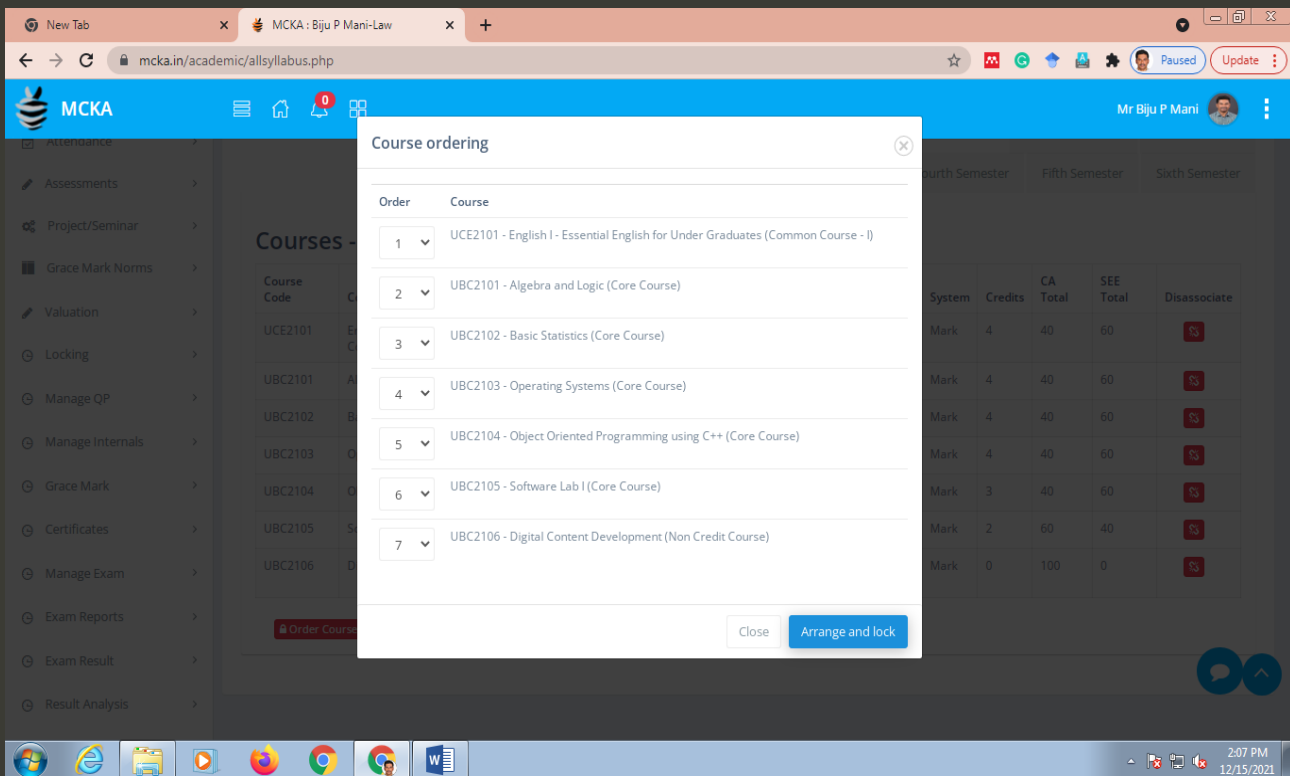 New Tab
MCKA : Biju P Mani-Law
mcka.in/academic/allsyllabus.php
Paused
Update
MCKA
0
Mr Biju P Mani
Attendance
Assessments
Project/Seminar
Grace Mark Norms
Valuation
Locking
Manage QP
Manage Internals
Grace Mark
Certificates
Manage Exam
Exam Reports
Exam Result
Result Analysis
Course ordering
Order Course
1 UCE2101 - English I - Essential English for Under Graduates (Common Course - I)
2 UBC2101 - Algebra and Logic (Core Course)
3 UBC2102 - Basic Statistics (Core Course)
4 UBC2103 - Operating Systems (Core Course)
5 UBC2104 - Object Oriented Programming using C++ (Core Course)
6 UBC2105 - Software Lab I (Core Course)
7 UBC2106 - Digital Content Development (Non Credit Course)
Close Arrange and lock
Fifth Semester Sixth Semester
Courses -
Course Code System Credits CA Total SEE Total Disassociate
UCE2101 Mark 4 40 60
UBC2101 Mark 4 40 60
UBC2102 Mark 4 40 60
UBC2103 Mark 4 40 60
UBC2104 Mark 3 40 60
UBC2105 Mark 2 60 40
UBC2106 Mark 0 100 0
Order Course
2:07 PM
12/15/2021